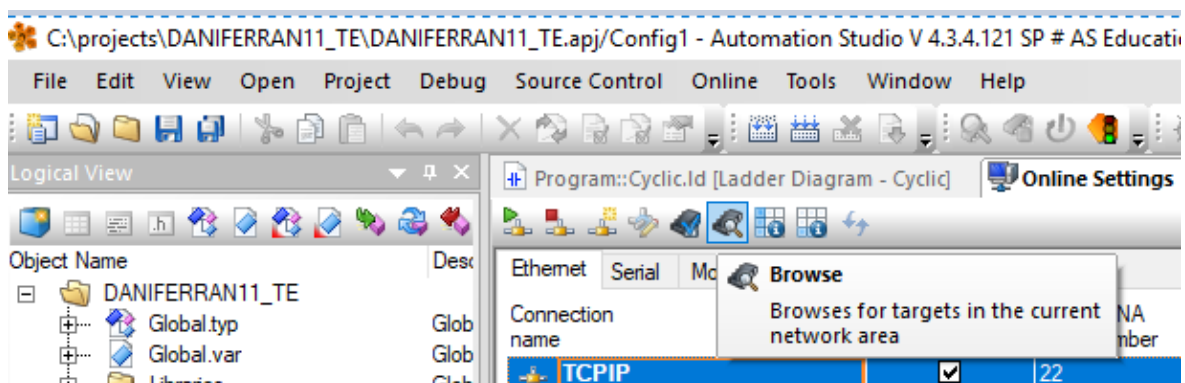 C:\projects\DANIFERRAN11_TE\DANIFERRAN11_TE.apj/Config1 - Automation Studio V 4.3.4.121 SP # AS Educati
File Edit View Open Project Debug Source Control Online Tools Window Help
Logical View
Program::Cyclic.ld [Ladder Diagram - Cyclic] Online Settings
Object Name Desc
Ethernet Serial Mo
Browse
Browses for targets in the current
network area
DANIFERRAN11_TE
Connection
name
NA
mber
Global.typ Glob
Global.var Glob
TCPIP 22